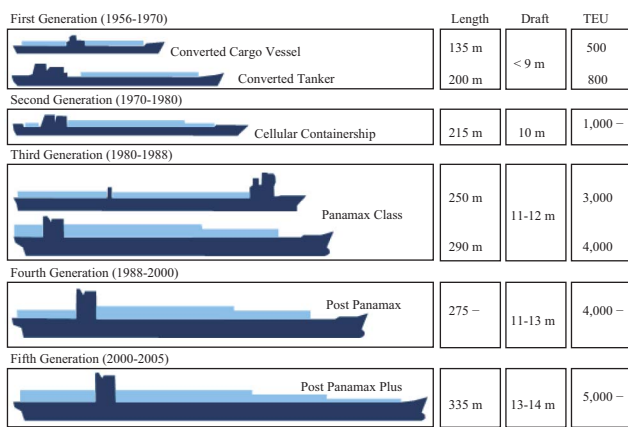 First Generation (1956-1970) Length Draft TEU
Converted Cargo Vessel 135 m 500
< 9 m
Converted Tanker 200 m 800
Second Generation (1970-1980)
Cellular Containership 215 m 10 m 1,000 –
Third Generation (1980-1988)
250 m 3,000
Panamax Class 11-12 m
290 m 4,000
Fourth Generation (1988-2000)
Post Panamax 275 – 11-13 m 4,000 –
Fifth Generation (2000-2005)
Post Panamax Plus 335 m 13-14 m 5,000 –